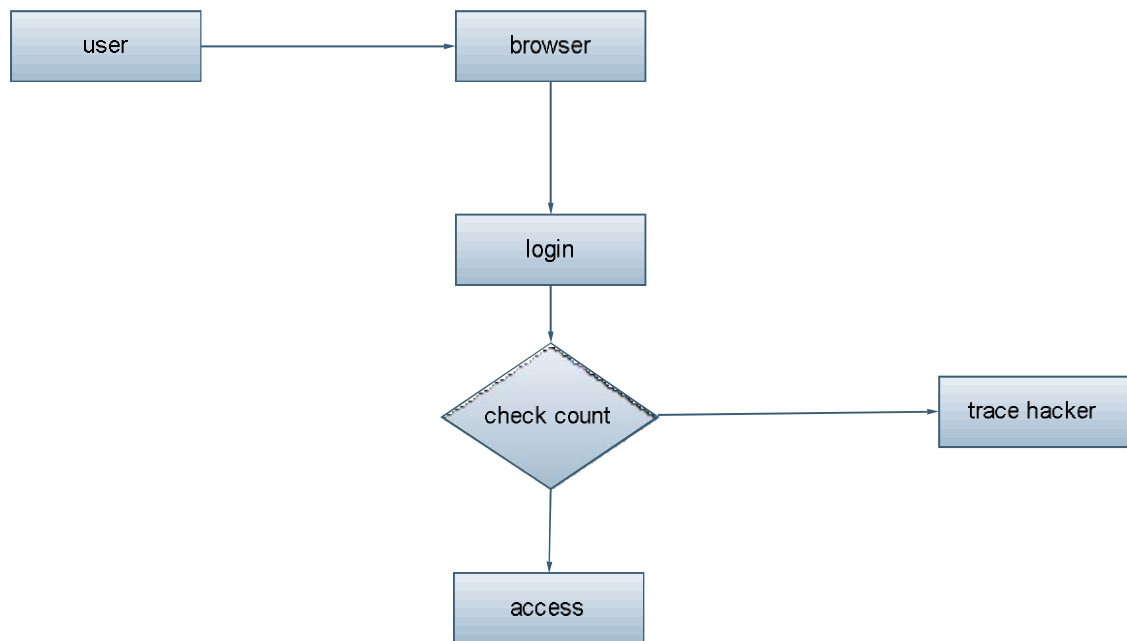 user
browser
login
check count
trace hacker
access